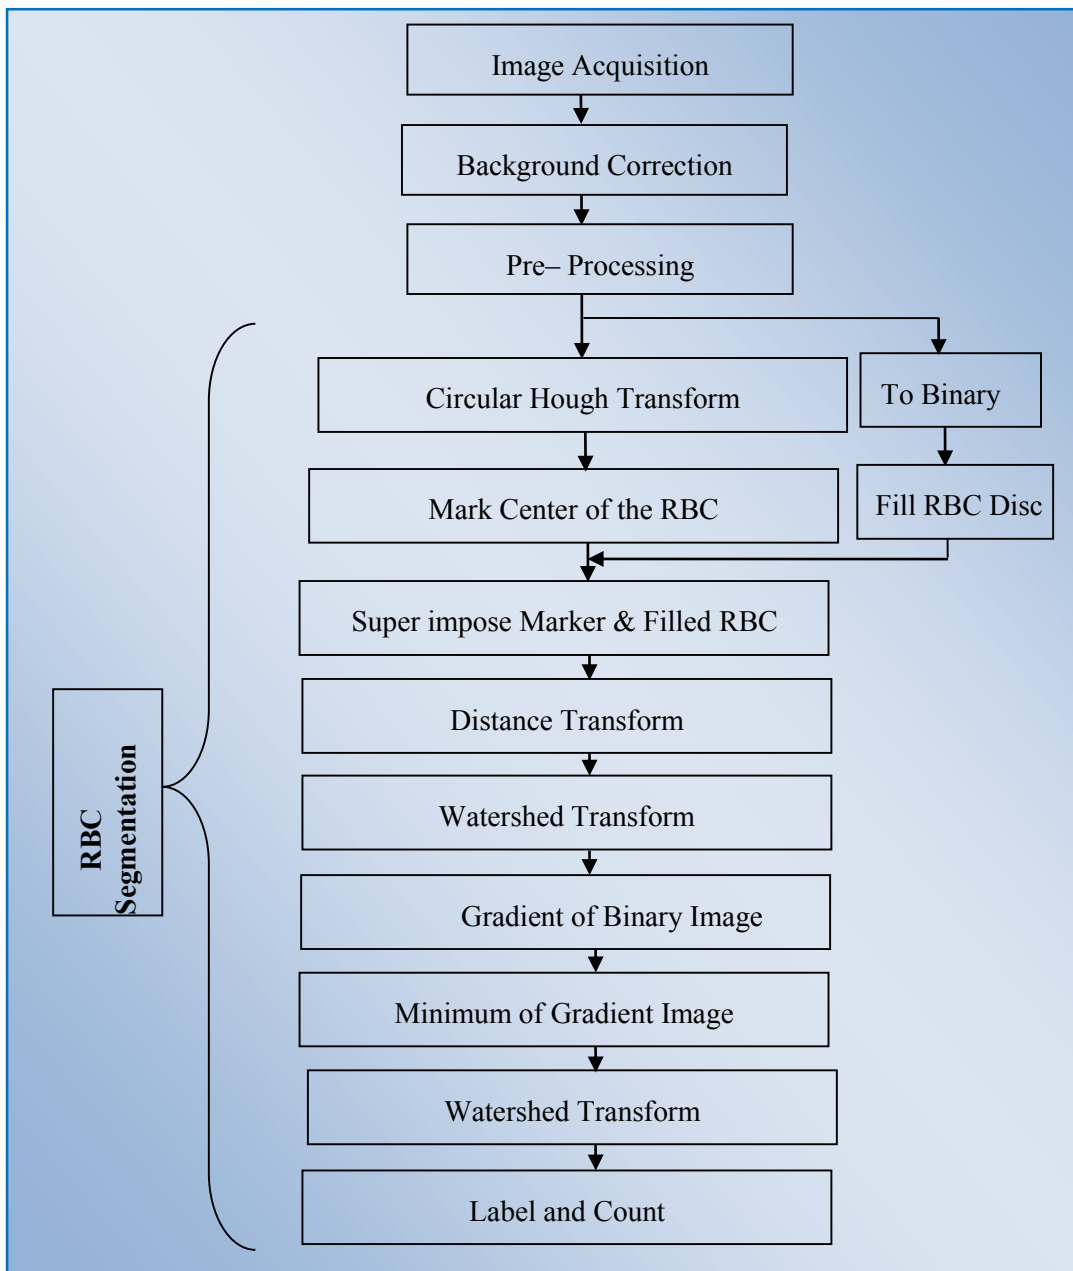 Image Acquisition
Background Correction
Pre– Processing
Circular Hough Transform
To Binary
Mark Center of the RBC
Fill RBC Disc
Super impose Marker & Filled RBC
Distance Transform
Watershed Transform
Gradient of Binary Image
Minimum of Gradient Image
Watershed Transform
Label and Count
RBC
Segmentation